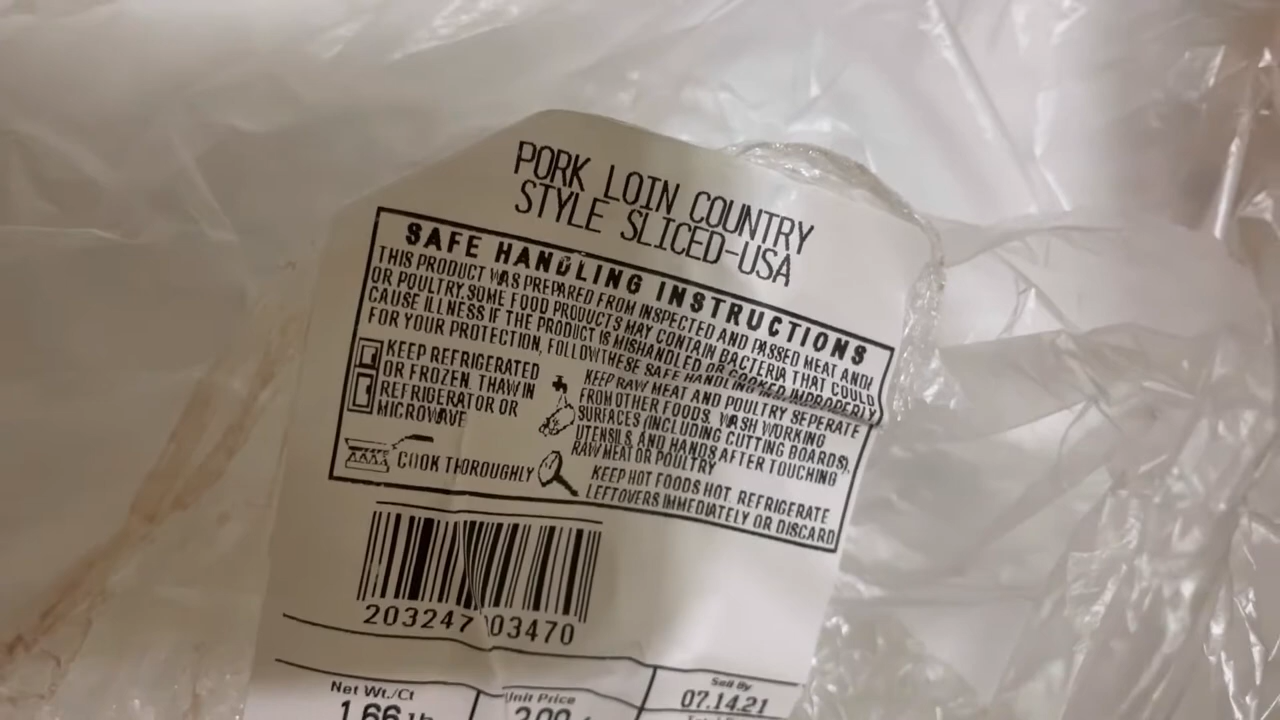 PORK LOIN COUNTRY
STYLE SLICED-USA
SAFE HANDLING INSTRUCTIONS
THIS PRODUCT WAS PREPARED FROM INSPECTED AND PASSED MEAT AND/
OR POULTRY. SOME FOOD PRODUCTS MAY CONTAIN BACTERIA THAT COULD
CAUSE ILLNESS IF THE PRODUCT IS MISHANDLED OR COOKED IMPROPERLY
FOR YOUR PROTECTION, FOLLOW THESE SAFE HANDLING
KEEP REFRIGERATED
OR FROZEN. THAW IN
REFRIGERATOR OR
MICROWAVE
KEEP RAW MEAT AND POULTRY SEPERATE
FROM OTHER FOODS. WASH WORKING
SURFACES (INCLUDING CUTTING BOARDS),
UTENSILS AND HANDS AFTER TOUCHING
RAW MEAT OR POULTRY
COOK THOROUGHLY
KEEP HOT FOODS HOT. REFRIGERATE
LEFTOVERS IMMEDIATELY OR DISCARD
203247 03470
Net Wt./Ct
1.66 lb
Unit Price
Sell By
07.14.21